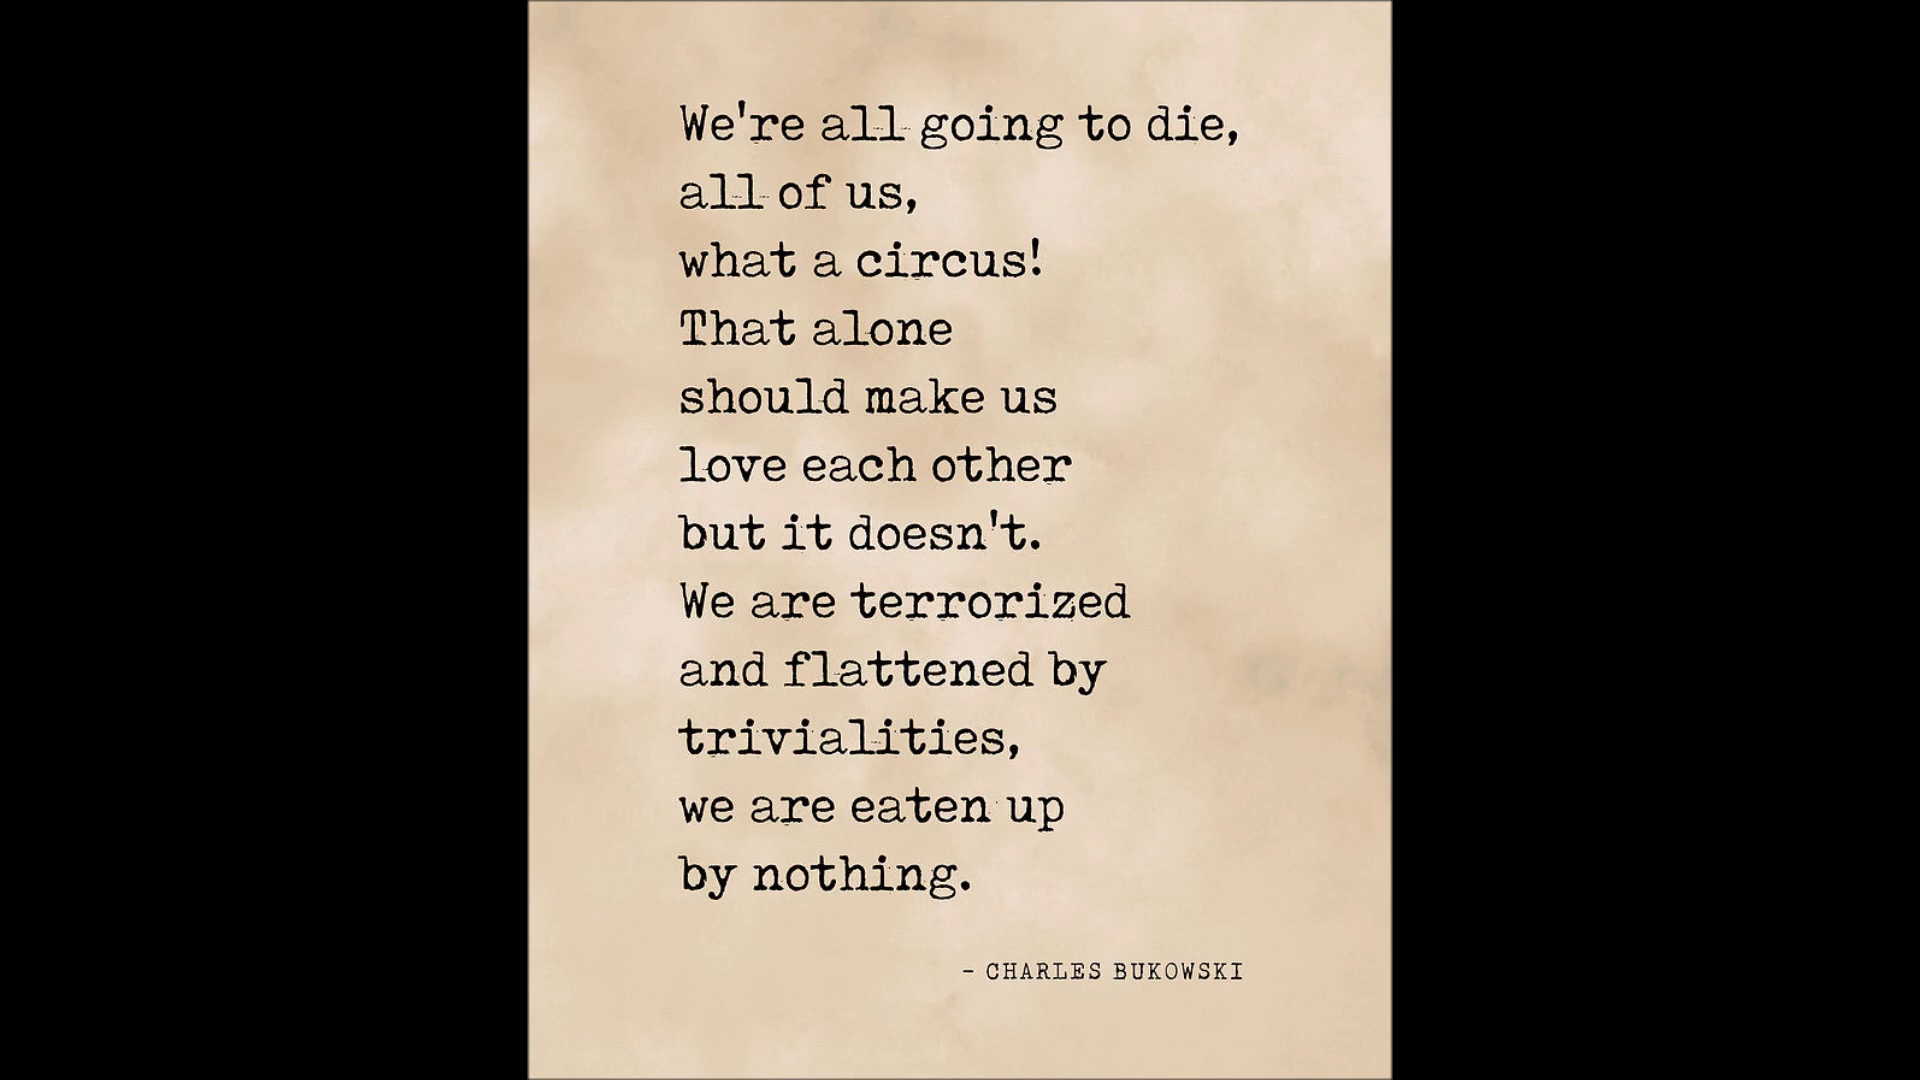 We're all going to die,
all of us,
what a circus!
That alone
should make us
love each other
but it doesn't.
We are terrorized
and flattened by
trivialities,
we are eaten up
by nothing.
- CHARLES BUKOWSKI